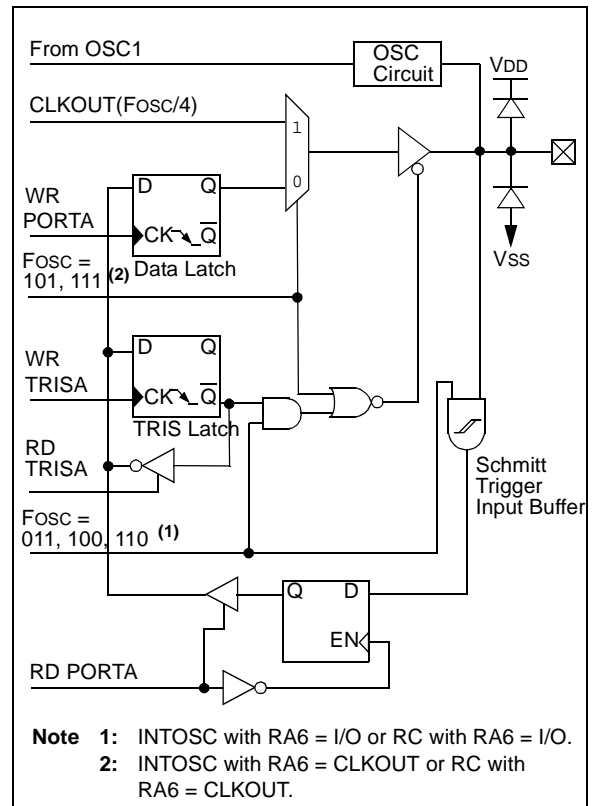 From OSC1
OSC
Circuit
VDD
CLKOUT(FOSC/4)
1
0
D Q
WR
PORTA
CK Q
Data Latch
VSS
FOSC =
101, 111 (2)
D Q
WR
TRISA
CK Q
TRIS Latch
RD
TRISA
Schmitt
Trigger
Input Buffer
FOSC =
011, 100, 110 (1)
Q D
EN
RD PORTA
Note 1: INTOSC with RA6 = I/O or RC with RA6 = I/O.
2: INTOSC with RA6 = CLKOUT or RC with
RA6 = CLKOUT.